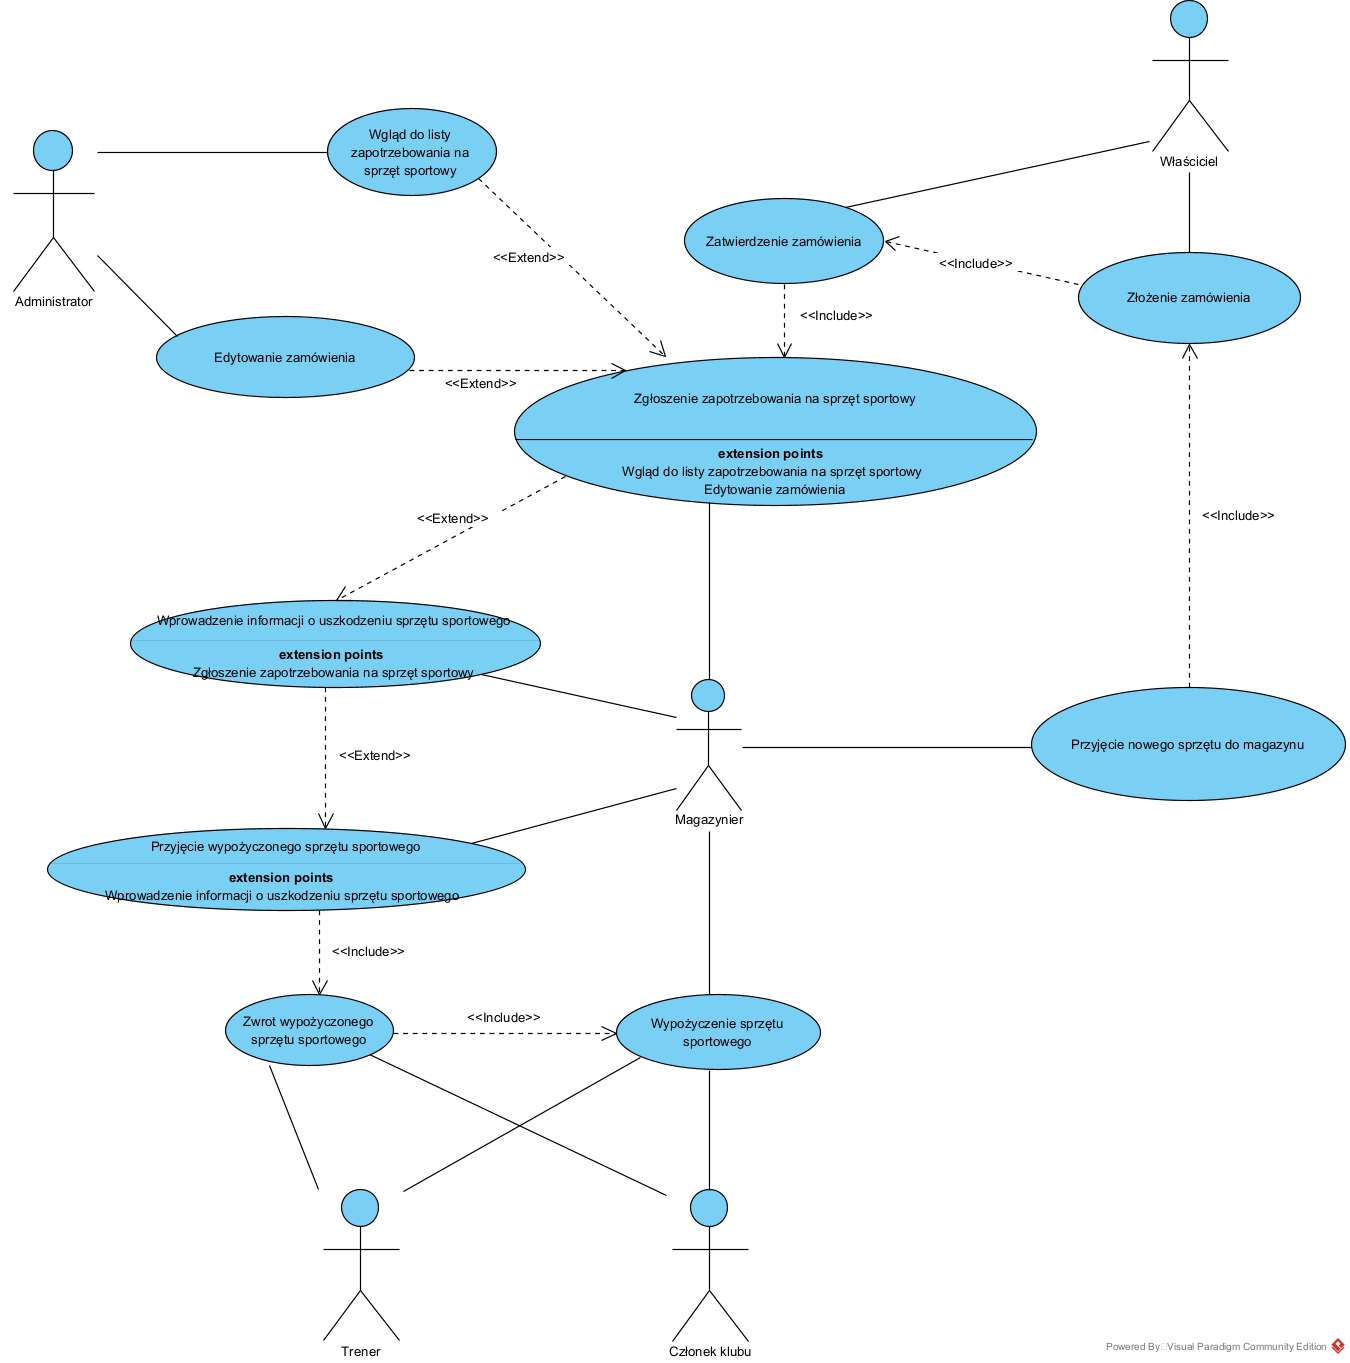 Właściciel
Wgląd do listy
zapotrzebowania na
sprzęt sportowy
Administrator
Zatwierdzenie zamówienia
<<Extend>>
<<Include>>
Złożenie zamówienia
<<Include>>
Edytowanie zamówienia
<<Extend>>
Zgłoszenie zapotrzebowania na sprzęt sportowy
extension points
Wgląd do listy zapotrzebowania na sprzęt sportowy
Edytowanie zamówienia
<<Extend>>
<<Include>>
Wprowadzenie informacji o uszkodzeniu sprzętu sportowego
extension points
Zgłoszenie zapotrzebowania na sprzęt sportowy
<<Extend>>
Przyjęcie nowego sprzętu do magazynu
Magazynier
Przyjęcie wypożyczonego sprzętu sportowego
extension points
Wprowadzenie informacji o uszkodzeniu sprzętu sportowego
<<Include>>
Zwrot wypożyczonego
sprzętu sportowego
<<Include>>
Wypożyczenie sprzętu
sportowego
Trener
Członek klubu
Powered By Visual Paradigm Community Edition